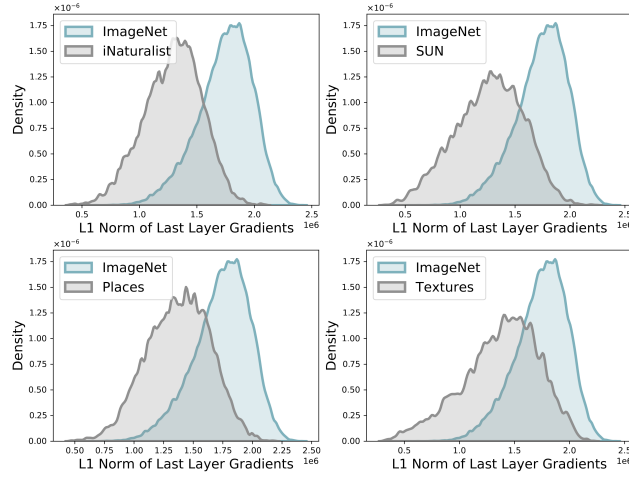 ×10⁻⁶
1.75
1.50
1.25
1.00
0.75
0.50
0.25
0.00
Density
ImageNet
iNaturalist
0.5 1.0 1.5 2.0 2.5
1e6
L1 Norm of Last Layer Gradients
×10⁻⁶
1.75
1.50
1.25
1.00
0.75
0.50
0.25
0.00
Density
ImageNet
SUN
0.5 1.0 1.5 2.0 2.5
1e6
L1 Norm of Last Layer Gradients
×10⁻⁶
1.75
1.50
1.25
1.00
0.75
0.50
0.25
0.00
Density
ImageNet
Places
0.50 0.75 1.00 1.25 1.50 1.75 2.00 2.25 2.50
1e6
L1 Norm of Last Layer Gradients
×10⁻⁶
1.75
1.50
1.25
1.00
0.75
0.50
0.25
0.00
Density
ImageNet
Textures
0.5 1.0 1.5 2.0 2.5
1e6
L1 Norm of Last Layer Gradients